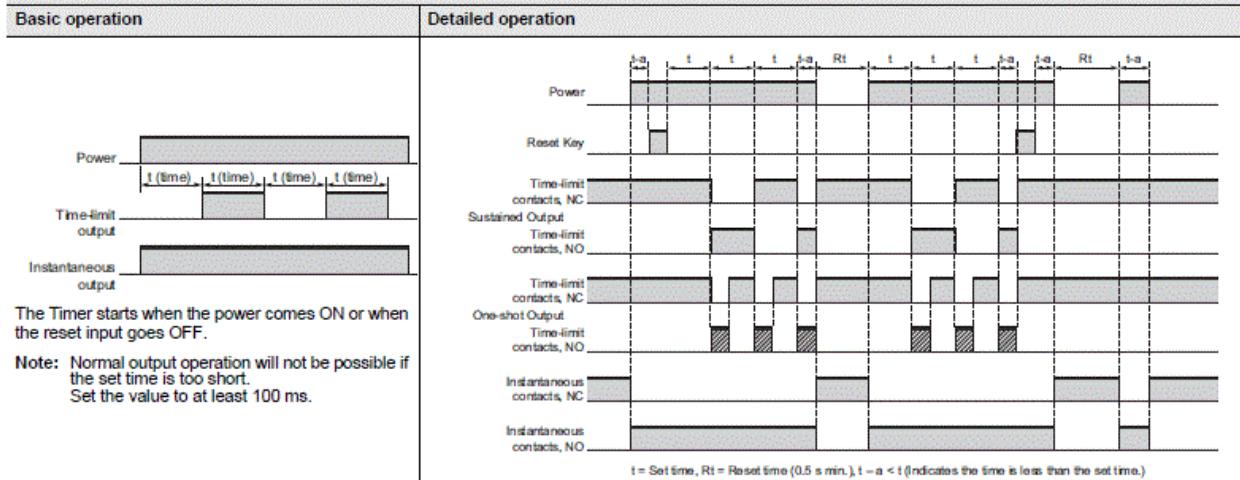 Basic operation
Detailed operation
Power
t (time) t (time) t (time) t (time)
Time-limit
output
Instantaneous
output
The Timer starts when the power comes ON or when
the reset input goes OFF.
Note: Normal output operation will not be possible if
the set time is too short.
Set the value to at least 100 ms.
t-a t t t t-a Rt t t t t-a t-a Rt t-a
Power
Reset Key
Time-limit
contacts, NC
Sustained Output
Time-limit
contacts, NO
Time-limit
contacts, NC
One-shot Output
Time-limit
contacts, NO
Instantaneous
contacts, NC
Instantaneous
contacts, NO
t = Set time, Rt = Reset time (0.5 s min.), t – a < t (Indicates the time is less than the set time.)